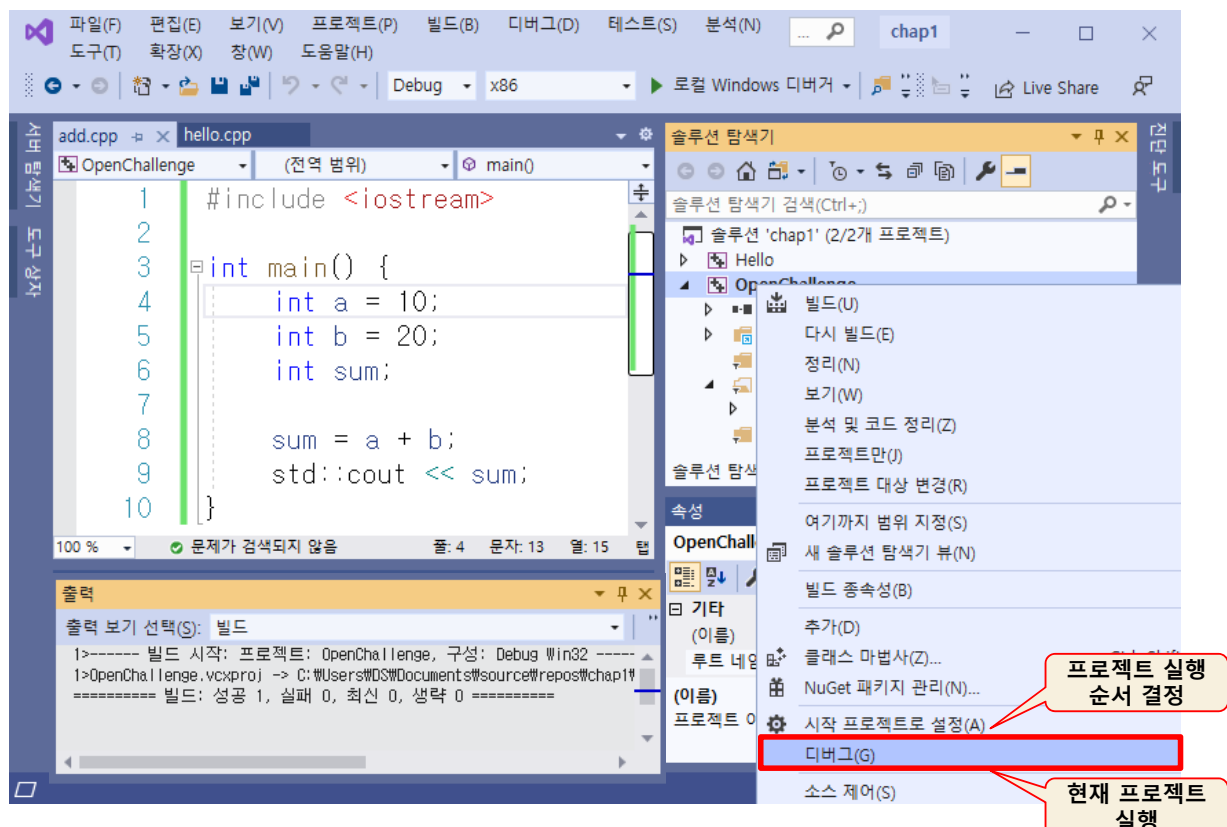 파일(F) 편집(E) 보기(V) 프로젝트(P) 빌드(B) 디버그(D) 테스트(S) 분석(N) ... chap1
도구(T) 확장(X) 창(W) 도움말(H)
Debug x86 로컬 Windows 디버거 Live Share
서버 탐색기
도구 상자
add.cpp hello.cpp
OpenChallenge (전역 범위) main()
1 #include <iostream>
2
3 int main() {
4 int a = 10;
5 int b = 20;
6 int sum;
7
8 sum = a + b;
9 std::cout << sum;
10 }
100 % 문제가 검색되지 않음 줄: 4 문자: 13 열: 15 탭
출력
출력 보기 선택(S): 빌드
1>------ 빌드 시작: 프로젝트: OpenChallenge, 구성: Debug Win32 -----
1>OpenChallenge.vcxproj -> C:₩Users₩DS₩Documents₩source₩repos₩chap1₩
========== 빌드: 성공 1, 실패 0, 최신 0, 생략 0 ==========
솔루션 탐색기
솔루션 탐색기 검색(Ctrl+;)
솔루션 'chap1' (2/2개 프로젝트)
Hello
OpenChallenge
솔루션 탐색
속성
OpenChall
기타
(이름)
루트 네임
(이름)
프로젝트 이
진단 도구
빌드(U)
다시 빌드(E)
정리(N)
보기(W)
분석 및 코드 정리(Z)
프로젝트만(J)
프로젝트 대상 변경(R)
여기까지 범위 지정(S)
새 솔루션 탐색기 뷰(N)
빌드 종속성(B)
추가(D)
클래스 마법사(Z)...
NuGet 패키지 관리(N)...
시작 프로젝트로 설정(A)
디버그(G)
소스 제어(S)
프로젝트 실행
순서 결정
현재 프로젝트
실행